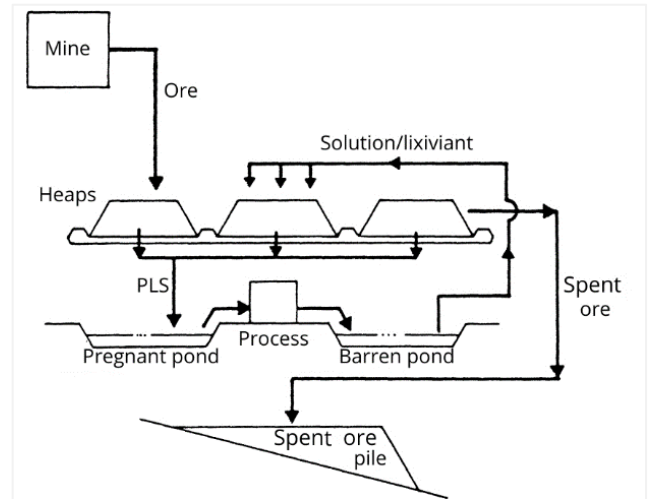 Mine
Ore
Solution/lixiviant
Heaps
PLS
Spent
ore
Process
Pregnant pond
Barren pond
Spent ore
pile